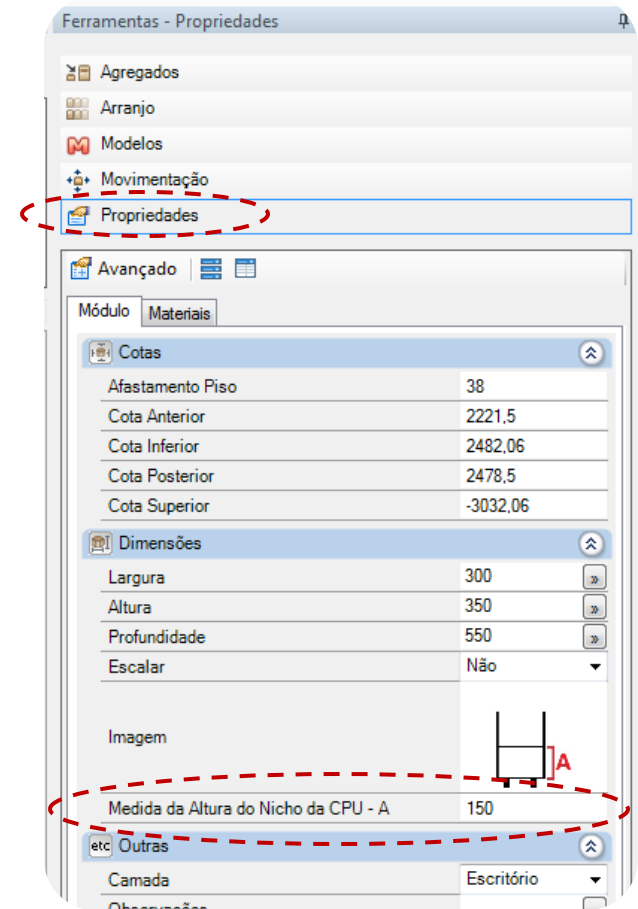 Ferramentas - Propriedades
Agregados
Arranjo
Modelos
Movimentação
Propriedades
Avançado
Módulo Materiais
Cotas
Afastamento Piso 38
Cota Anterior 2221,5
Cota Inferior 2482,06
Cota Posterior 2478,5
Cota Superior -3032,06
Dimensões
Largura 300 »
Altura 350 »
Profundidade 550 »
Escalar Não
Imagem
A
Medida da Altura do Nicho da CPU - A 150
etc Outras
Camada Escritório
Observações